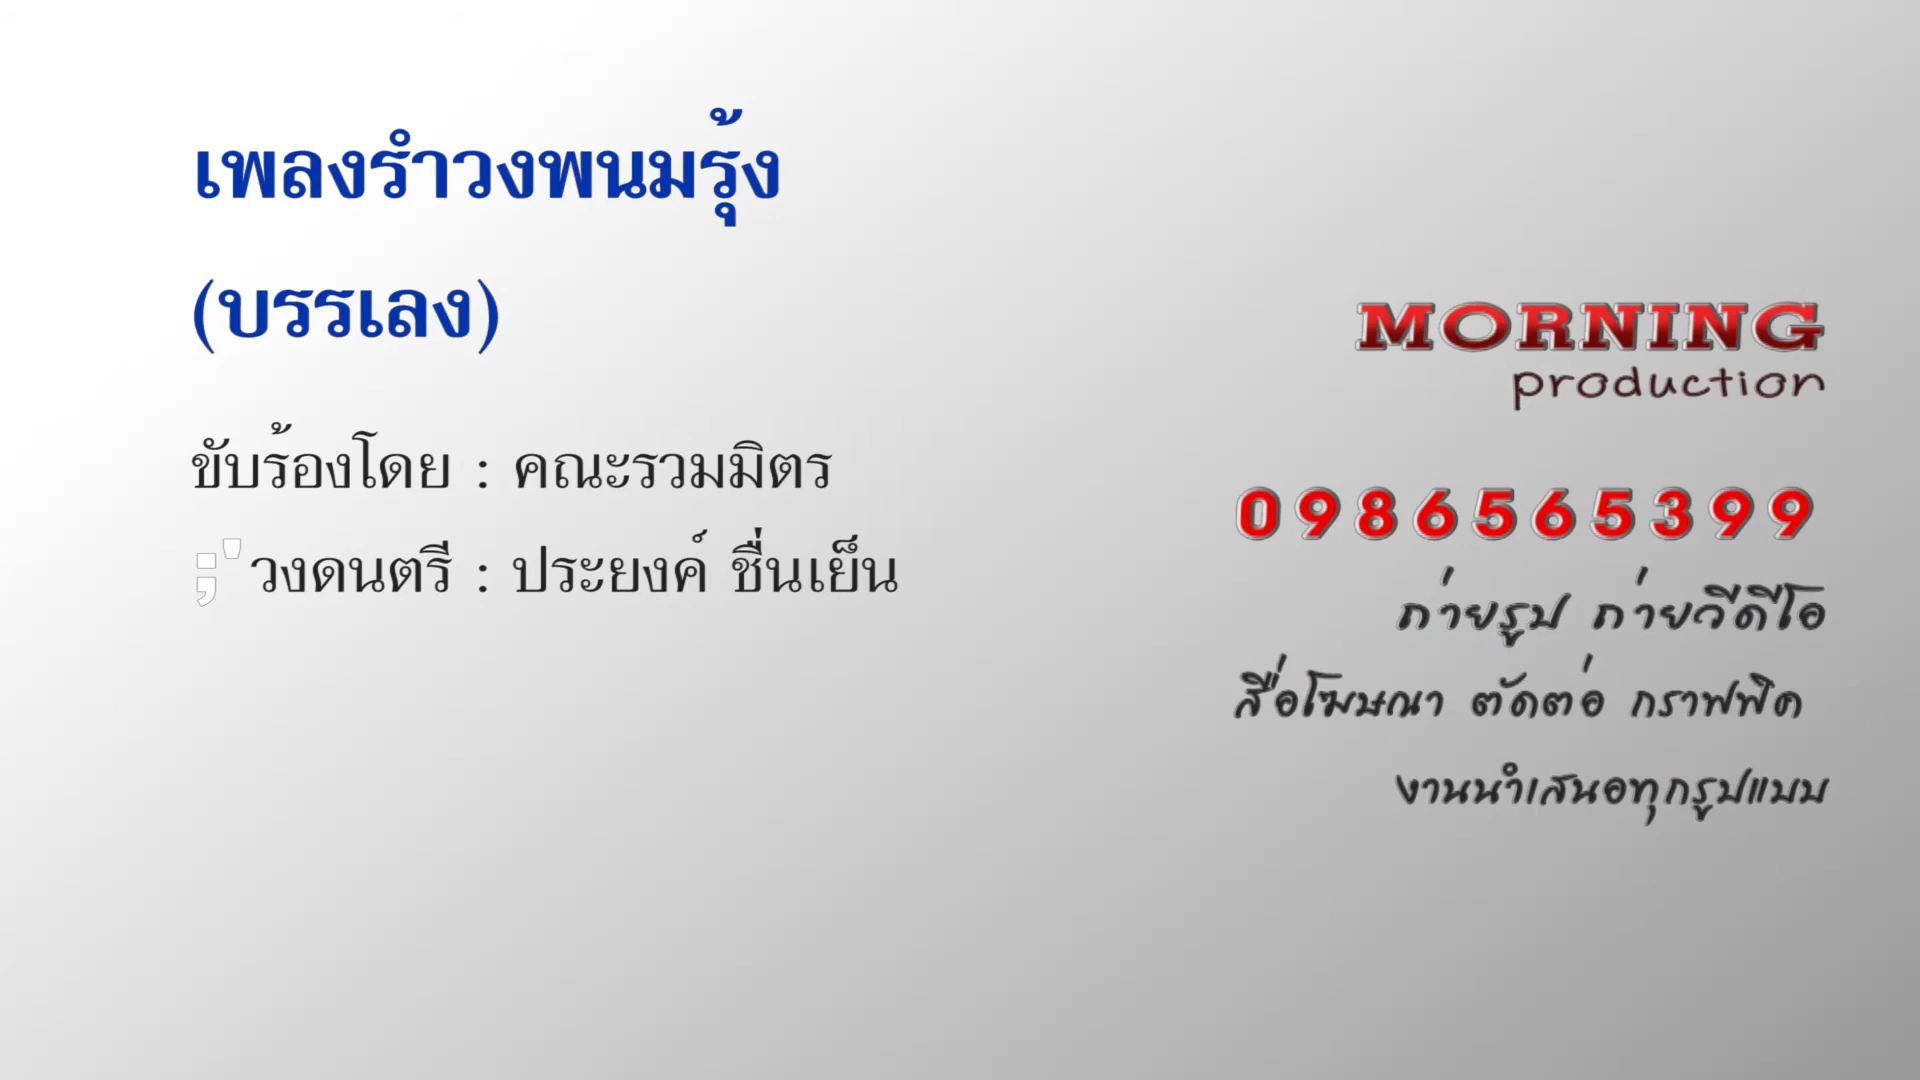 เพลงรำวงพนมรุ้ง
(บรรเลง)
ขับร้องโดย : คณะรวมมิตร
;'วงดนตรี : ประยงค์ ชื่นเย็น
MORNING
production
0986565399
ถ่ายรูป ถ่ายวีดีโอ
สื่อโฆษณา ตัดต่อ กราฟฟิค
งานนำเสนอทุกรูปแบบ